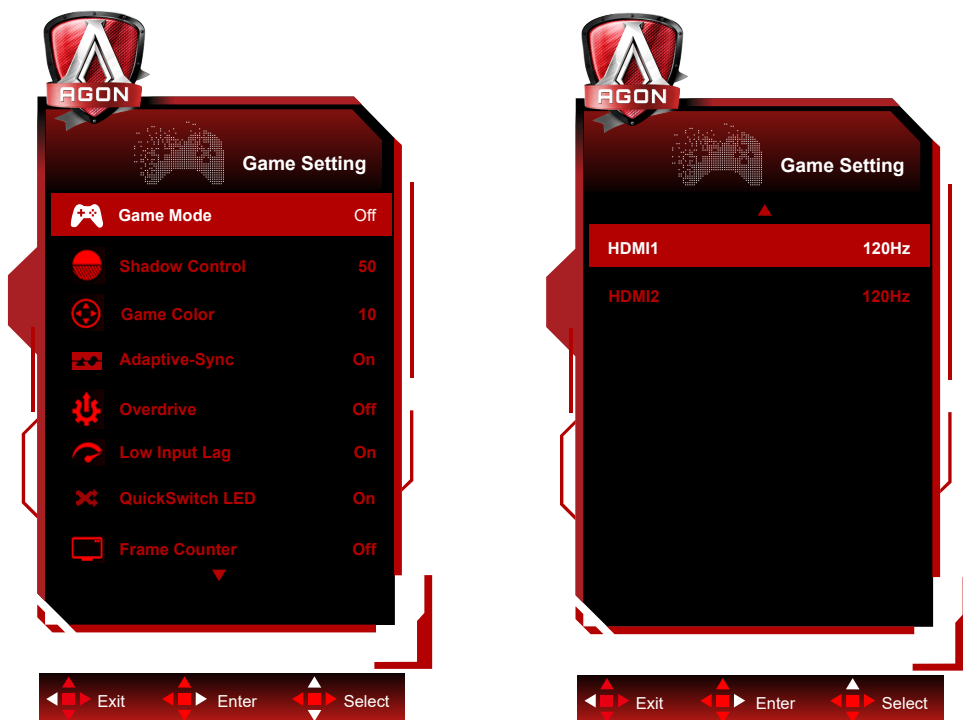 AGON
Game Setting
Game Mode Off
Shadow Control 50
Game Color 10
Adaptive-Sync On
Overdrive Off
Low Input Lag On
QuickSwitch LED On
Frame Counter Off
Exit Enter Select
AGON
Game Setting
HDMI1 120Hz
HDMI2 120Hz
Exit Enter Select